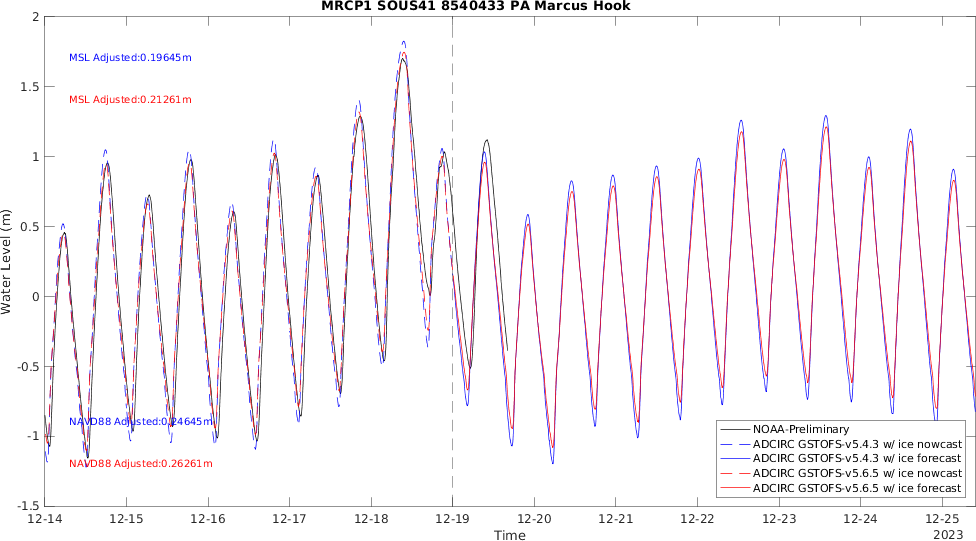 MRCP1 SOUS41 8540433 PA Marcus Hook
2
1.5
1
0.5
0
-0.5
-1
-1.5
Water Level (m)
MSL Adjusted:0.19645m
MSL Adjusted:0.21261m
NAVD88 Adjusted:0.24645m
NAVD88 Adjusted:0.26261m
NOAA-Preliminary
ADCIRC GSTOFS-v5.4.3 w/ ice nowcast
ADCIRC GSTOFS-v5.4.3 w/ ice forecast
ADCIRC GSTOFS-v5.6.5 w/ ice nowcast
ADCIRC GSTOFS-v5.6.5 w/ ice forecast
12-14 12-15 12-16 12-17 12-18 12-19 12-20 12-21 12-22 12-23 12-24 12-25
Time
2023